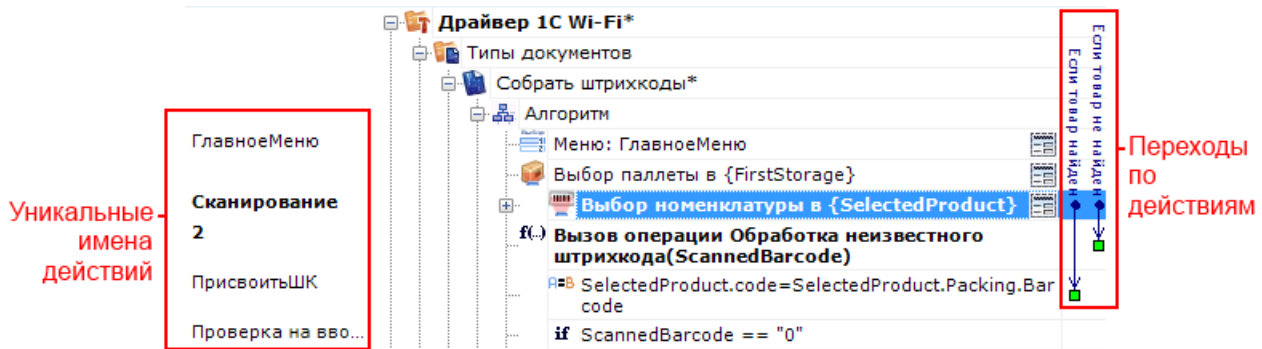 Драйвер 1С Wi-Fi*
Типы документов
Собрать штрихкоды*
Алгоритм
ГлавноеМеню
Меню: ГлавноеМеню
Выбор паллеты в {FirstStorage}
Сканирование
Выбор номенклатуры в {SelectedProduct}
2
f(..) Вызов операции Обработка неизвестного
штрихкода(ScannedBarcode)
ПрисвоитьШК
A=B SelectedProduct.code=SelectedProduct.Packing.Bar
code
Проверка на вво...
if ScannedBarcode == "0"
Уникальные
имена
действий
Если товар найден
Если товар не найден
Переходы
по
действиям